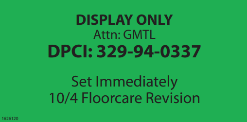 DISPLAY ONLY
Attn: GMTL
DPCI: 329-94-0337
Set Immediately
10/4 Floorcare Revision